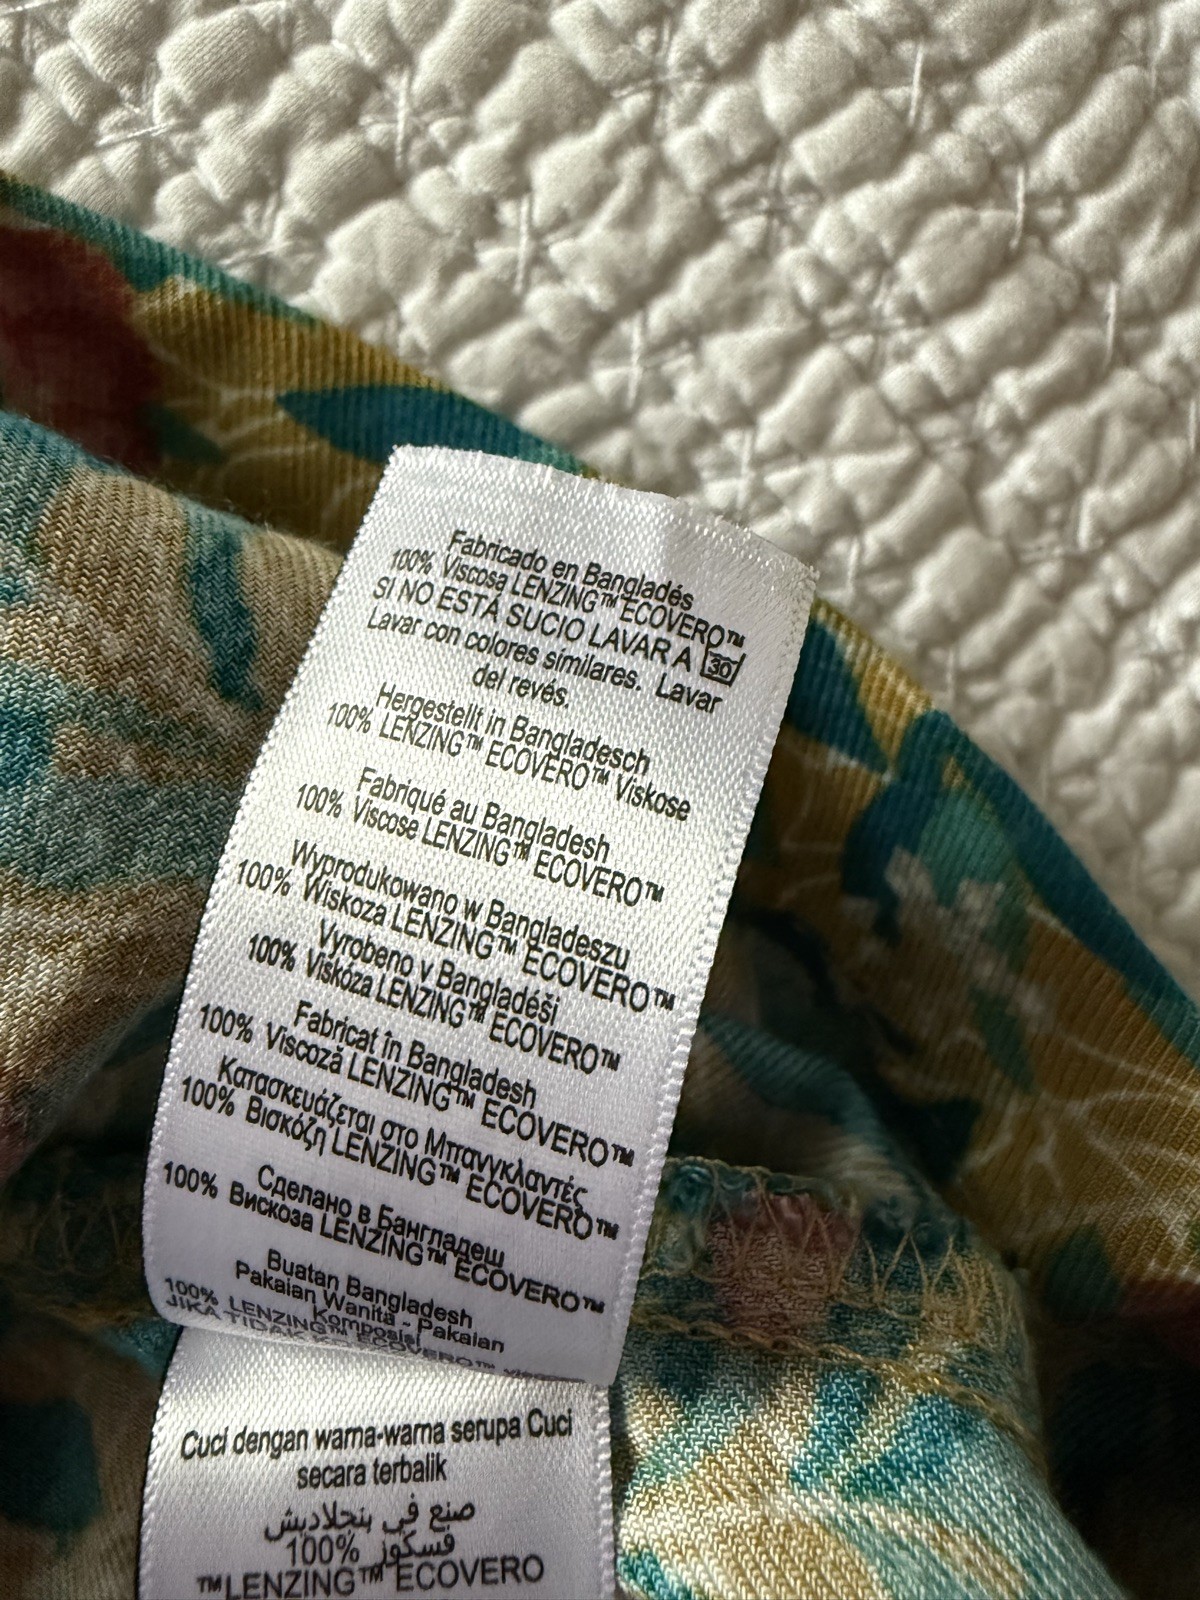 Fabricado en Bangladés
100% Viscosa LENZING™ ECOVERO™
SI NO ESTÁ SUCIO LAVAR A 30
Lavar con colores similares. Lavar
del revés.
Hergestellt in Bangladesch
100% LENZING™ ECOVERO™ Viskose
Fabriqué au Bangladesh
100% Viscose LENZING™ ECOVERO™
Wyprodukowano w Bangladeszu
100% Wiskoza LENZING™ ECOVERO™
Vyrobeno v Bangladéši
100% Viskóza LENZING™ ECOVERO™
Fabricat în Bangladesh
100% Viscoză LENZING™ ECOVERO™
Κατασκευάζεται στο Μπανγκλαντές
100% Βισκόζη LENZING™ ECOVERO™
Сделано в Бангладеш
100% Вискоза LENZING™ ECOVERO™
Buatan Bangladesh
Pakaian Wanita - Pakaian
Komposisi
100% LENZING™ ECOVERO™
JIKA TIDAK
Cuci dengan warna-warna serupa Cuci
secara terbalik
صنع في بنجلاديش
100% فسكوز
™LENZING™ ECOVERO